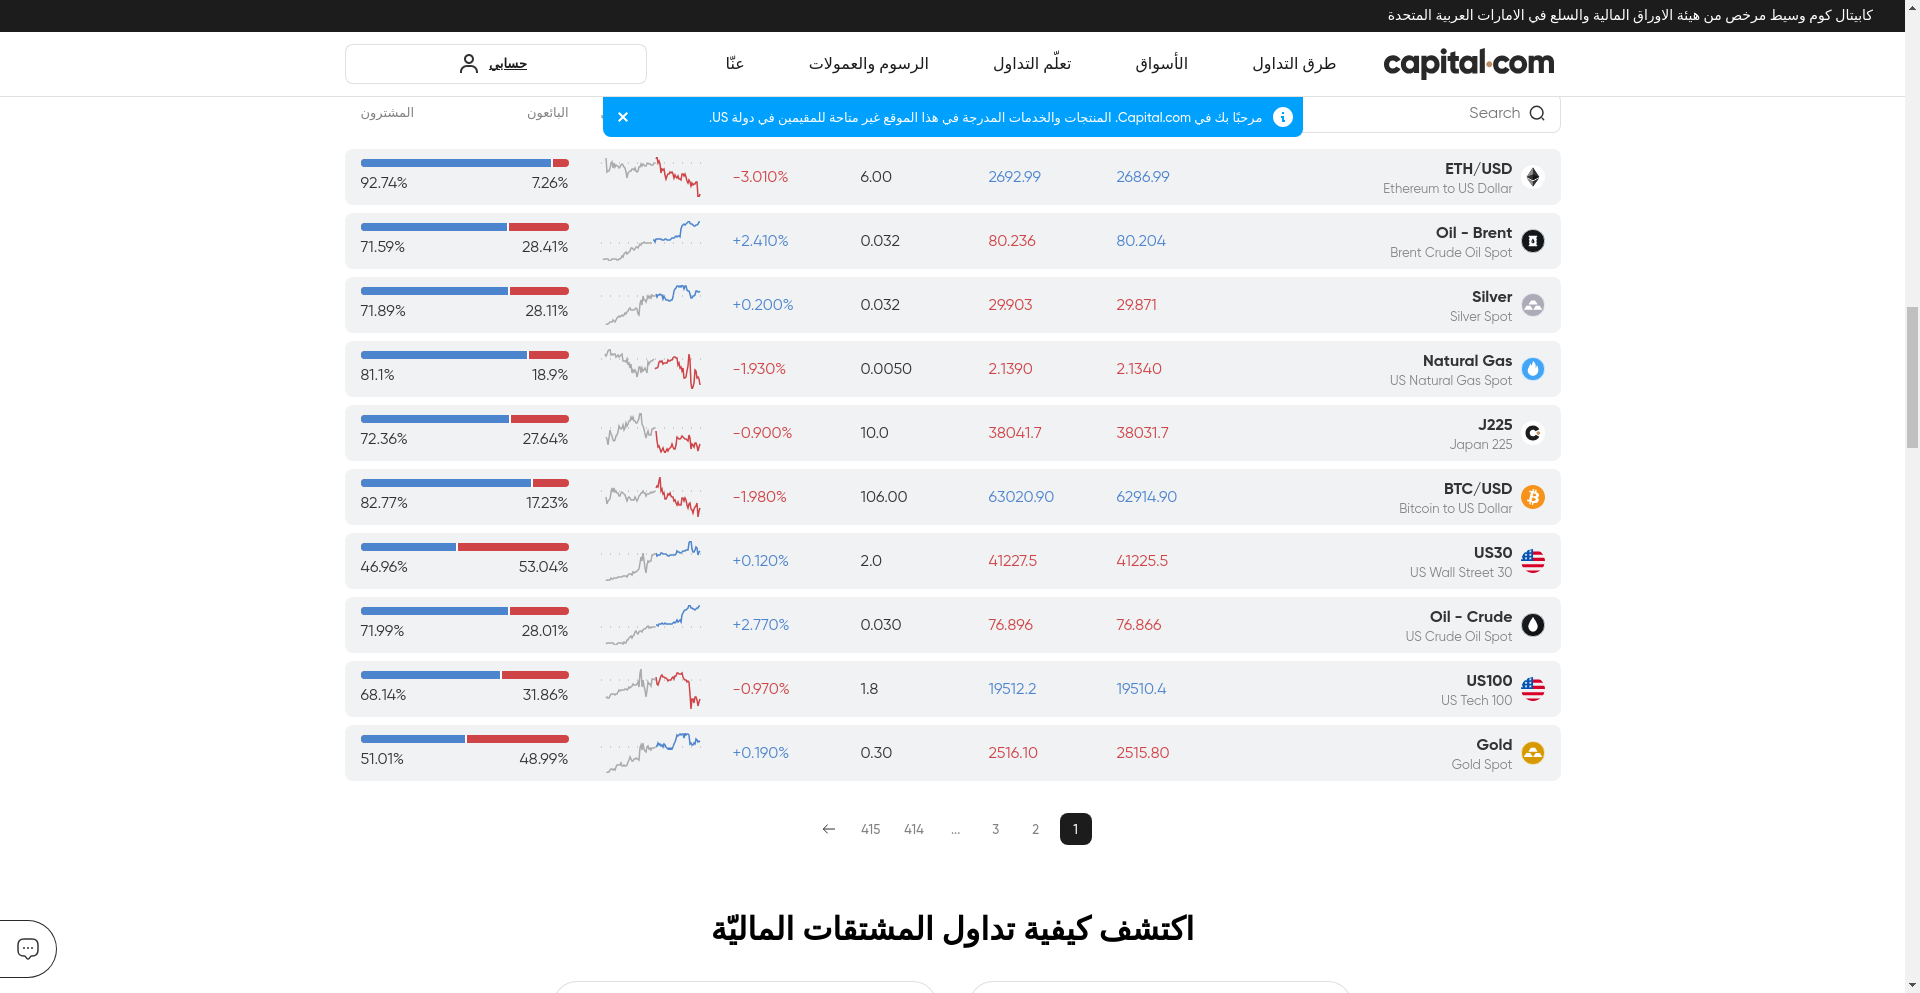 كابيتال كوم وسيط مرخص من هيئة الاوراق المالية والسلع في الامارات العربية المتحدة
capital.com
طرق التداول
الأسواق
تعلّم التداول
الرسوم والعمولات
عنّا
حسابي
مرحبًا بك في Capital.com. المنتجات والخدمات المدرجة في هذا الموقع غير متاحة للمقيمين في دولة US.
Search
البائعون
المشترون
ETH/USD
Ethereum to US Dollar
2686.99
2692.99
6.00
-3.010%
7.26%
92.74%
Oil - Brent
Brent Crude Oil Spot
80.204
80.236
0.032
+2.410%
28.41%
71.59%
Silver
Silver Spot
29.871
29.903
0.032
+0.200%
28.11%
71.89%
Natural Gas
US Natural Gas Spot
2.1340
2.1390
0.0050
-1.930%
18.9%
81.1%
J225
Japan 225
38031.7
38041.7
10.0
-0.900%
27.64%
72.36%
BTC/USD
Bitcoin to US Dollar
62914.90
63020.90
106.00
-1.980%
17.23%
82.77%
US30
US Wall Street 30
41225.5
41227.5
2.0
+0.120%
53.04%
46.96%
Oil - Crude
US Crude Oil Spot
76.866
76.896
0.030
+2.770%
28.01%
71.99%
US100
US Tech 100
19510.4
19512.2
1.8
-0.970%
31.86%
68.14%
Gold
Gold Spot
2515.80
2516.10
0.30
+0.190%
48.99%
51.01%
1
2
3
...
414
415
اكتشف كيفية تداول المشتقات الماليّة